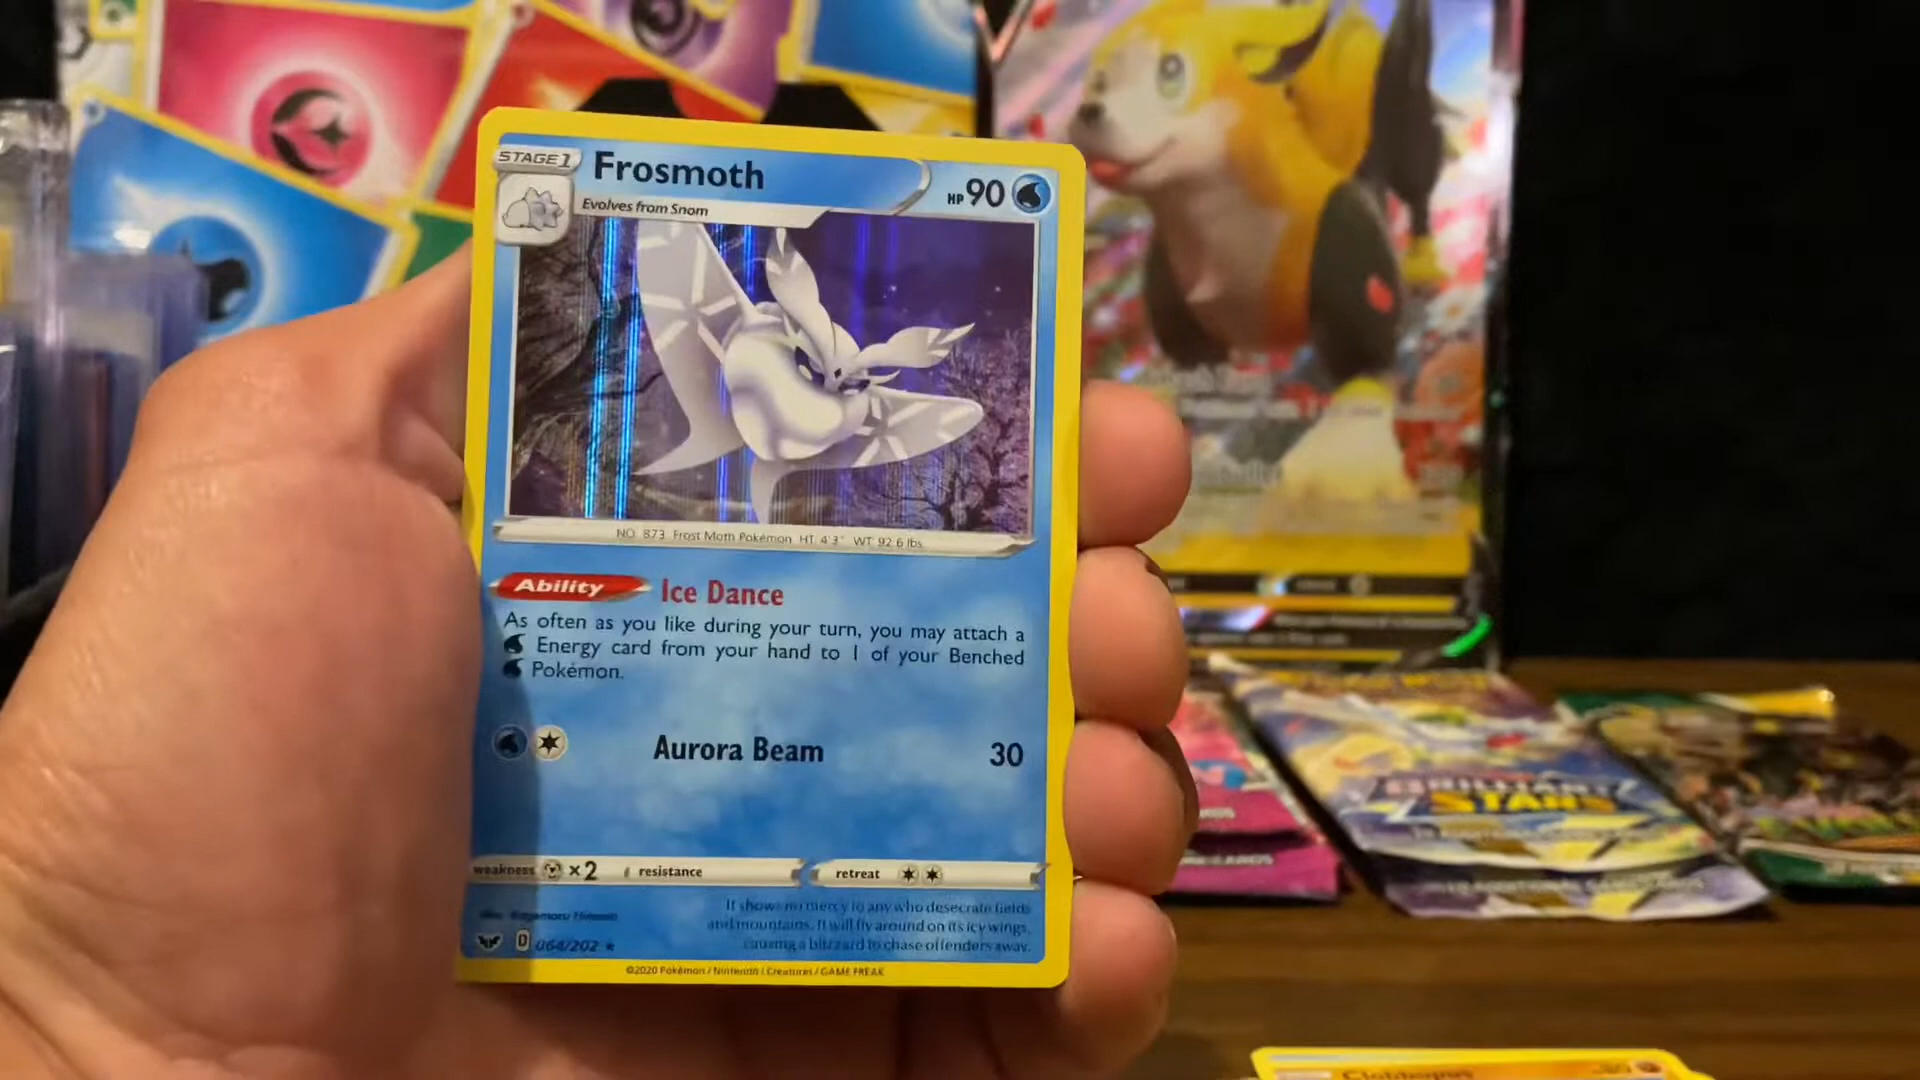 STAGE 1
Frosmoth
HP 90
Evolves from Snom
NO. 873 Frost Moth Pokémon HT 4'3" WT 92.6 lbs.
Ability Ice Dance
As often as you like during your turn, you may attach a
Energy card from your hand to 1 of your Benched
Pokémon.
Aurora Beam 30
weakness ×2 resistance retreat
It shows no mercy to any who desecrate fields
and mountains. It will fly around on its icy wings,
causing a blizzard to chase offenders away.
D 064/202 ★
©2020 Pokémon / Nintendo / Creatures / GAME FREAK
BRILLIANT
STARS